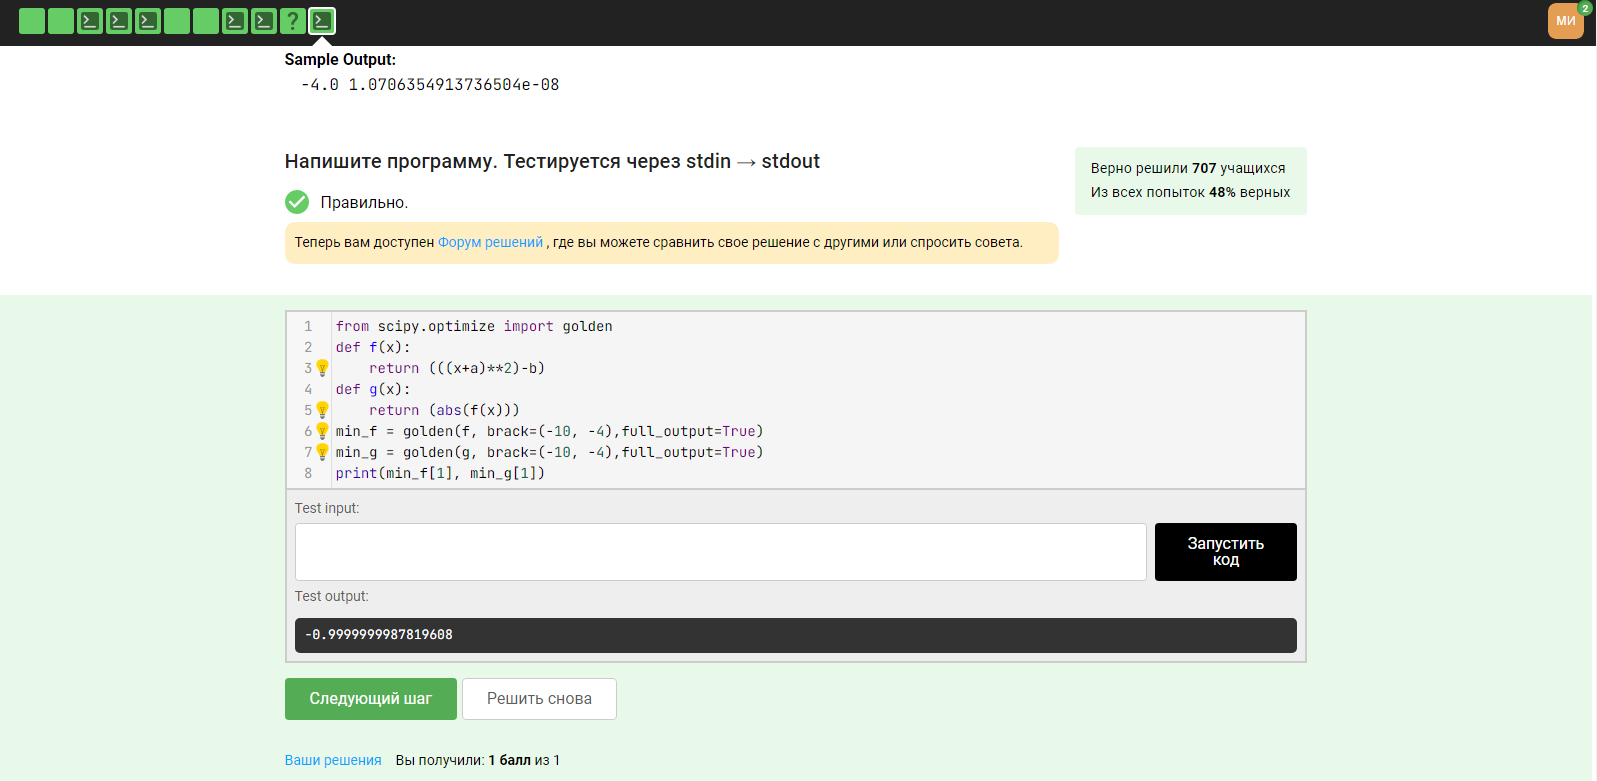 ?
МИ
2
Sample Output:
-4.0 1.0706354913736504e-08
Напишите программу. Тестируется через stdin → stdout
Верно решили 707 учащихся
Из всех попыток 48% верных
Правильно.
Теперь вам доступен Форум решений , где вы можете сравнить свое решение с другими или спросить совета.
1 from scipy.optimize import golden
2 def f(x):
3     return (((x+a)**2)-b)
4 def g(x):
5     return (abs(f(x)))
6 min_f = golden(f, brack=(-10, -4),full_output=True)
7 min_g = golden(g, brack=(-10, -4),full_output=True)
8 print(min_f[1], min_g[1])
Test input:
Запустить
код
Test output:
-0.9999999987819608
Следующий шаг
Решить снова
Ваши решения Вы получили: 1 балл из 1